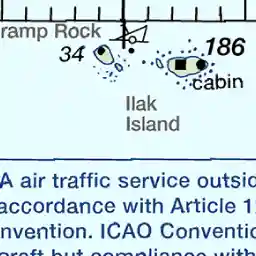 ramp Rock
34
186
cabin
Ilak
Island
A air traffic service outsid
accordance with Article 1
nvention. ICAO Conventio